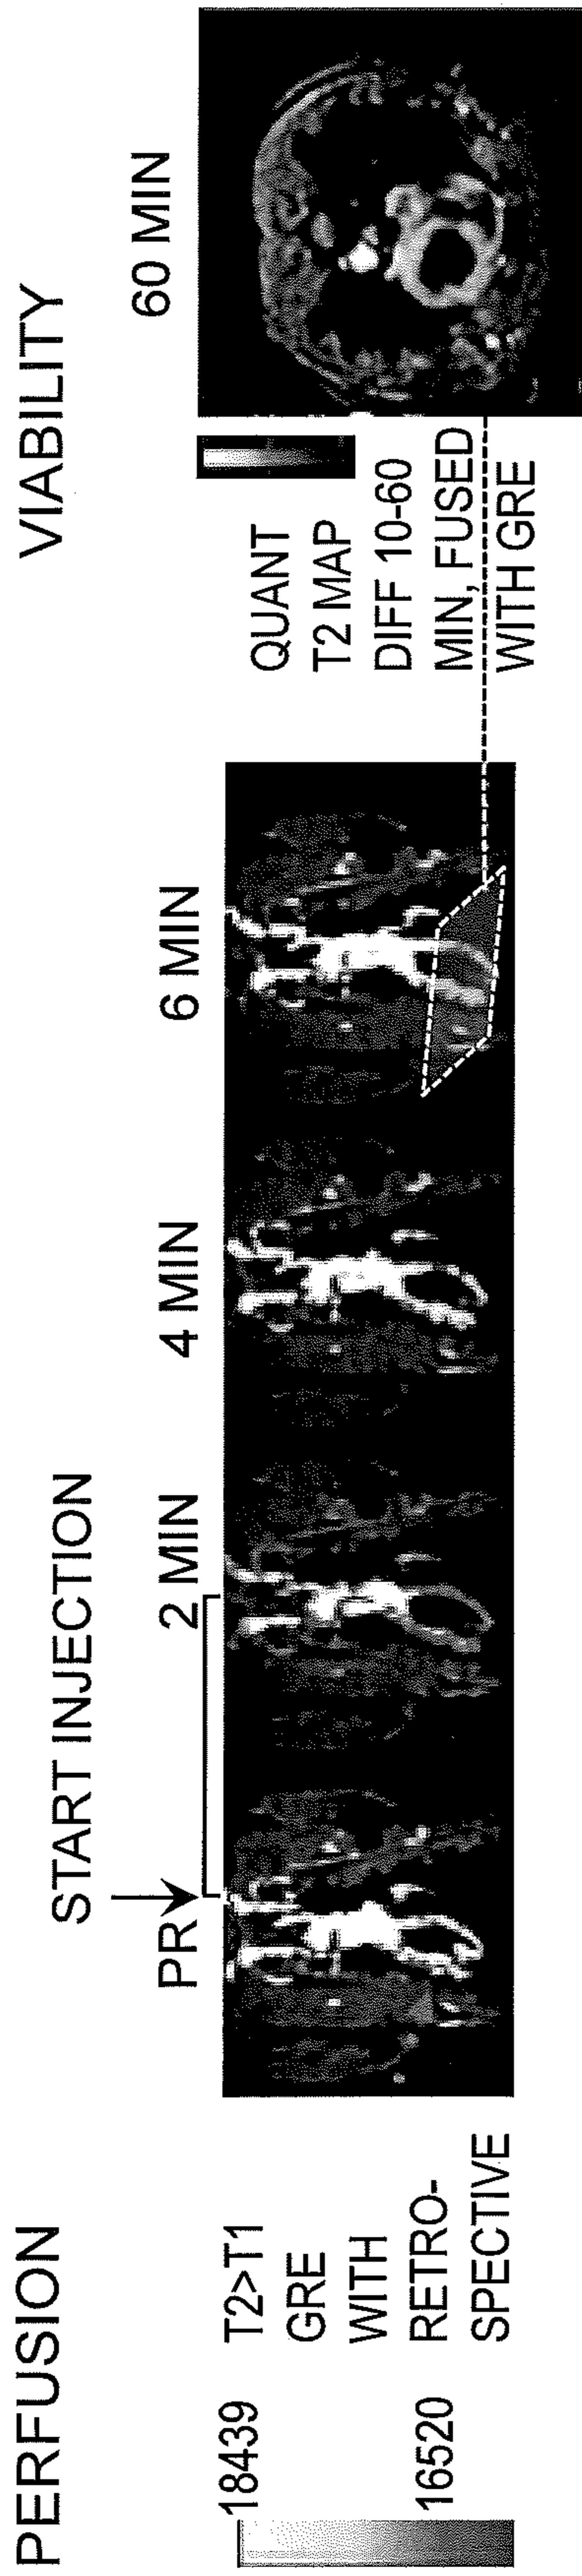 PERFUSION
18439
16520
T2>T1
GRE
WITH
RETRO-
SPECTIVE
START INJECTION
PR
2 MIN
4 MIN
6 MIN
VIABILITY
QUANT
T2 MAP
DIFF 10-60
MIN, FUSED
WITH GRE
60 MIN